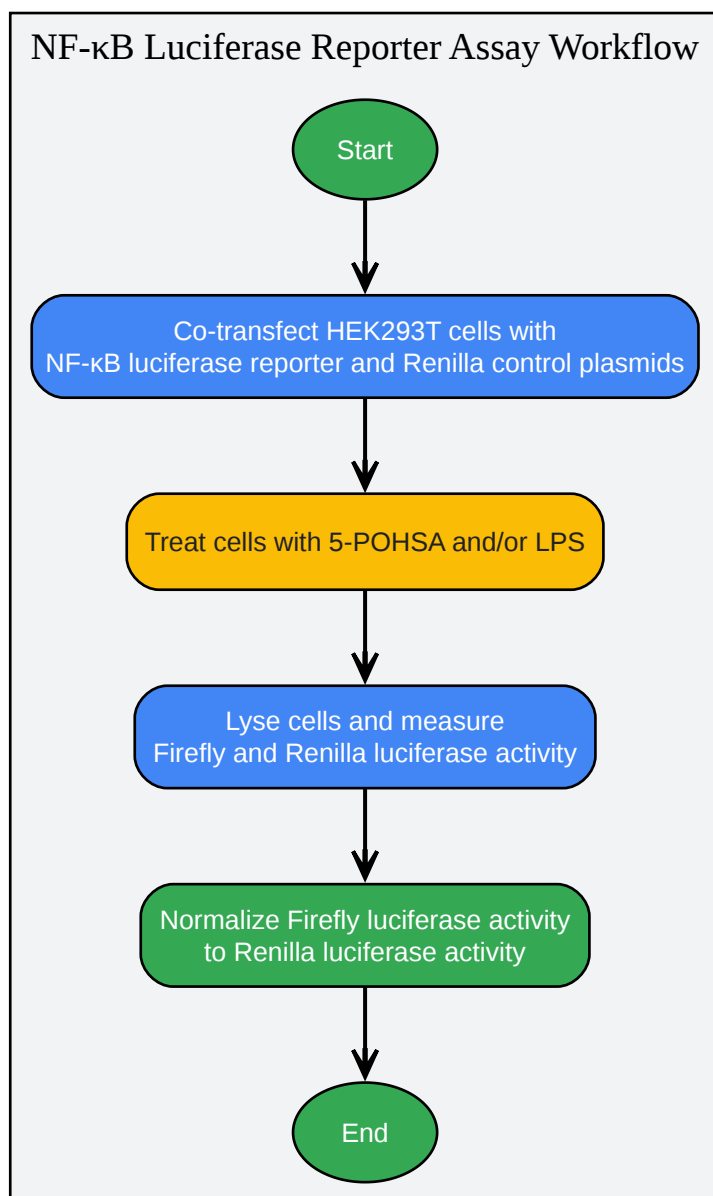 NF-κB Luciferase Reporter Assay Workflow
Start
Co-transfect HEK293T cells with
NF-κB luciferase reporter and Renilla control plasmids
Treat cells with 5-POHSA and/or LPS
Lyse cells and measure
Firefly and Renilla luciferase activity
Normalize Firefly luciferase activity
to Renilla luciferase activity
End